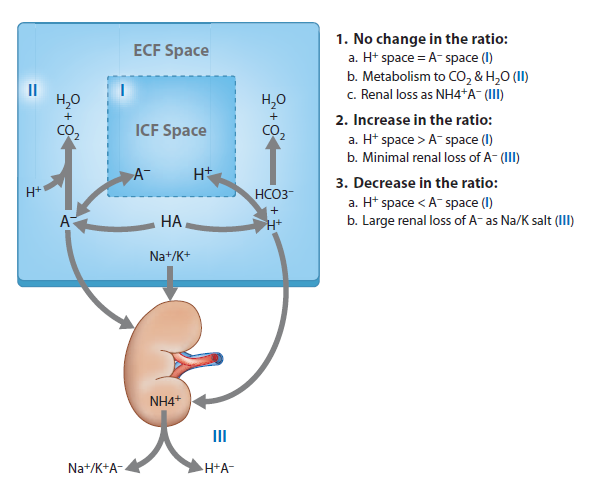 ECF Space
II
I
H₂O
+
CO₂
H₂O
+
CO₂
ICF Space
A⁻
H⁺
H⁺
HCO3⁻
+
H⁺
A⁻
HA
Na⁺/K⁺
NH4⁺
III
Na⁺/K⁺A⁻
H⁺A⁻
1. No change in the ratio:
a. H⁺ space = A⁻ space (I)
b. Metabolism to CO₂ & H₂O (II)
c. Renal loss as NH4⁺A⁻ (III)
2. Increase in the ratio:
a. H⁺ space > A⁻ space (I)
b. Minimal renal loss of A⁻ (III)
3. Decrease in the ratio:
a. H⁺ space < A⁻ space (I)
b. Large renal loss of A⁻ as Na/K salt (III)